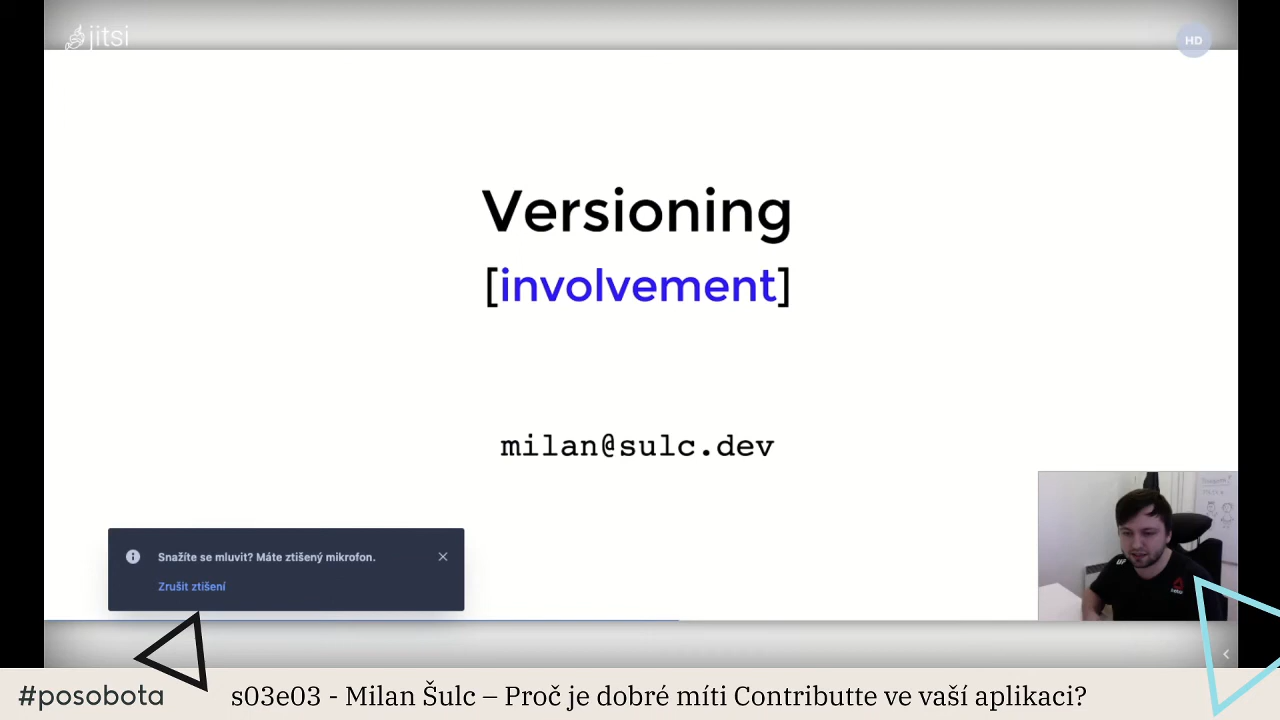 jitsi
HD
Versioning
[involvement]
milan@sulc.dev
Snažíte se mluvit? Máte ztišený mikrofon.
Zrušit ztišení
#posobota
s03e03 - Milan Šulc – Proč je dobré míti Contributte ve vaší aplikaci?